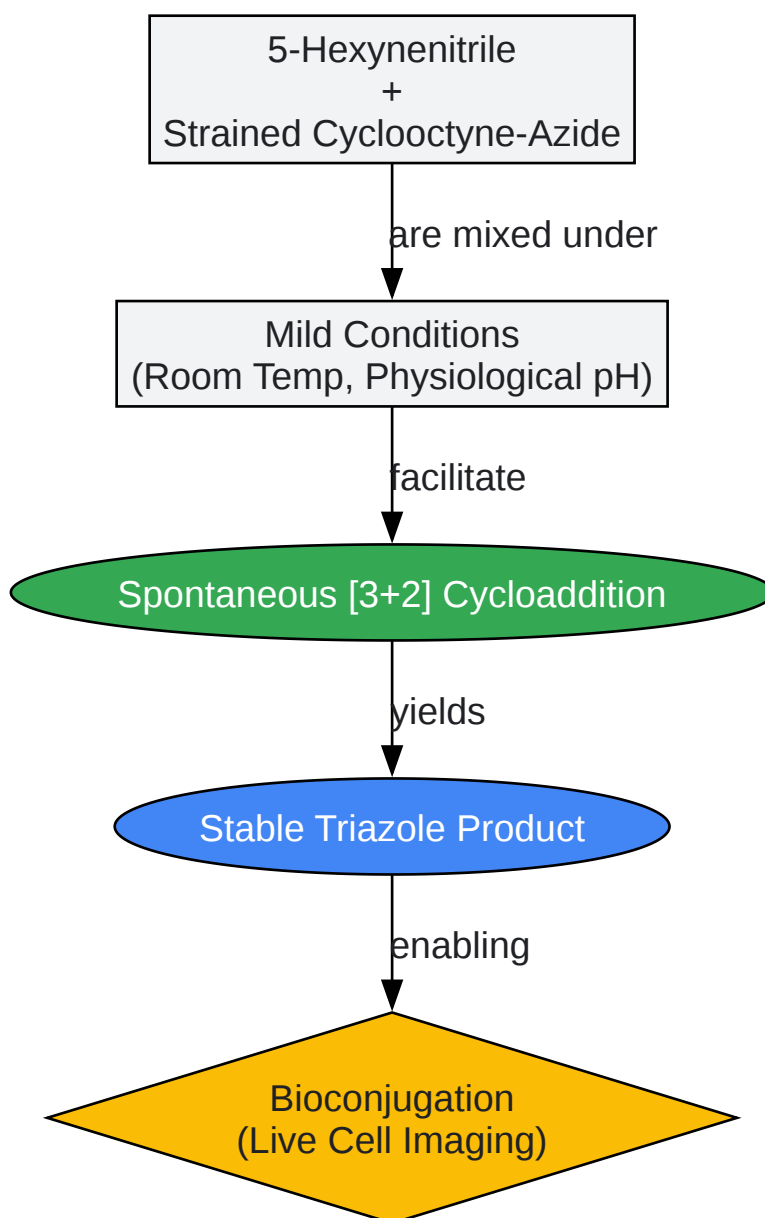 5-Hexynenitrile
+
Strained Cyclooctyne-Azide
are mixed under
Mild Conditions
(Room Temp, Physiological pH)
facilitate
Spontaneous [3+2] Cycloaddition
yields
Stable Triazole Product
enabling
Bioconjugation
(Live Cell Imaging)